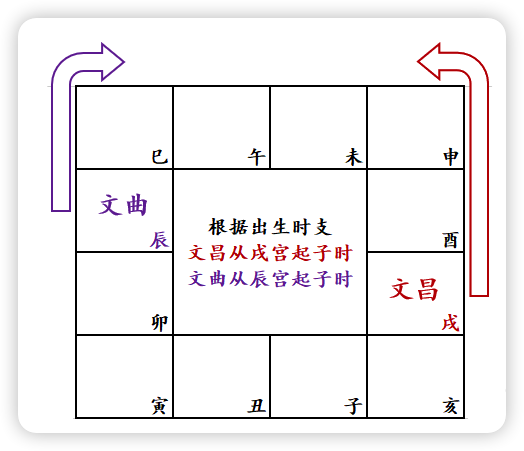 巳
午
未
申
文曲
辰
根据出生时支
文昌从戌宫起子时
文曲从辰宫起子时
酉
卯
文昌
戌
寅
丑
子
亥